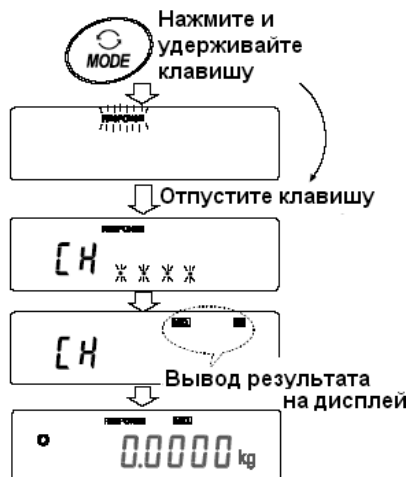 Нажмите и
удерживайте
клавишу
MODE
Отпустите клавишу
CH
CH
Вывод результата
на дисплей
0.0000 kg